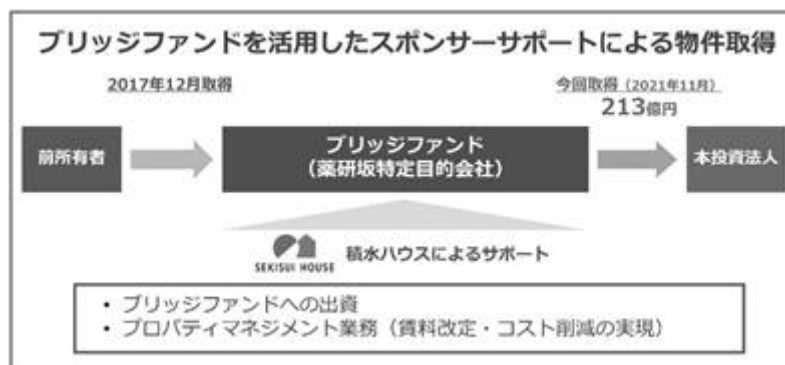 ブリッジファンドを活用したスポンサーサポートによる物件取得
2017年12月取得
今回取得（2021年11月）
213億円
前所有者
ブリッジファンド
（薬研坂特定目的会社）
本投資法人
SEKISUI HOUSE
積水ハウスによるサポート
• ブリッジファンドへの出資
• プロパティマネジメント業務（賃料改定・コスト削減の実現）